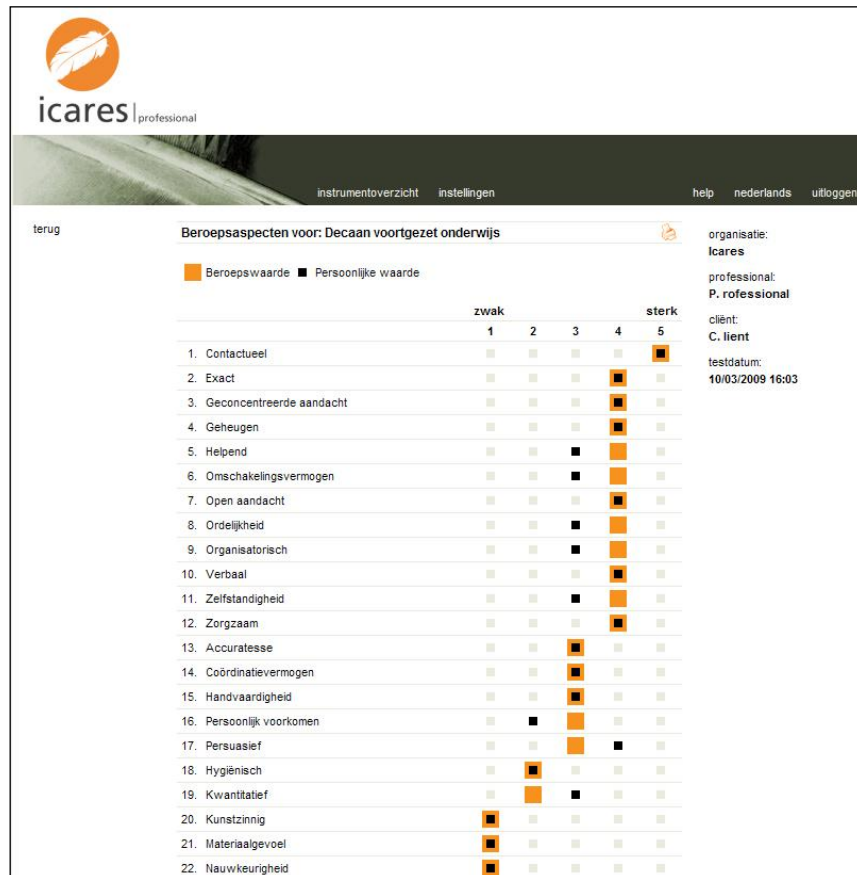 icares | professional
instrumentoverzicht instellingen help nederlands uitloggen
terug
Beroepsaspecten voor: Decaan voortgezet onderwijs
Beroepswaarde Persoonlijke waarde
zwak sterk
1 2 3 4 5
1. Contactueel
2. Exact
3. Geconcentreerde aandacht
4. Geheugen
5. Helpend
6. Omschakelingsvermogen
7. Open aandacht
8. Ordelijkheid
9. Organisatorisch
10. Verbaal
11. Zelfstandigheid
12. Zorgzaam
13. Accuratesse
14. Coördinatievermogen
15. Handvaardigheid
16. Persoonlijk voorkomen
17. Persuasief
18. Hygiënisch
19. Kwantitatief
20. Kunstzinnig
21. Materiaalgevoel
22. Nauwkeurigheid
organisatie:
Icares
professional:
P. rofessional
cliënt:
C. lient
testdatum:
10/03/2009 16:03